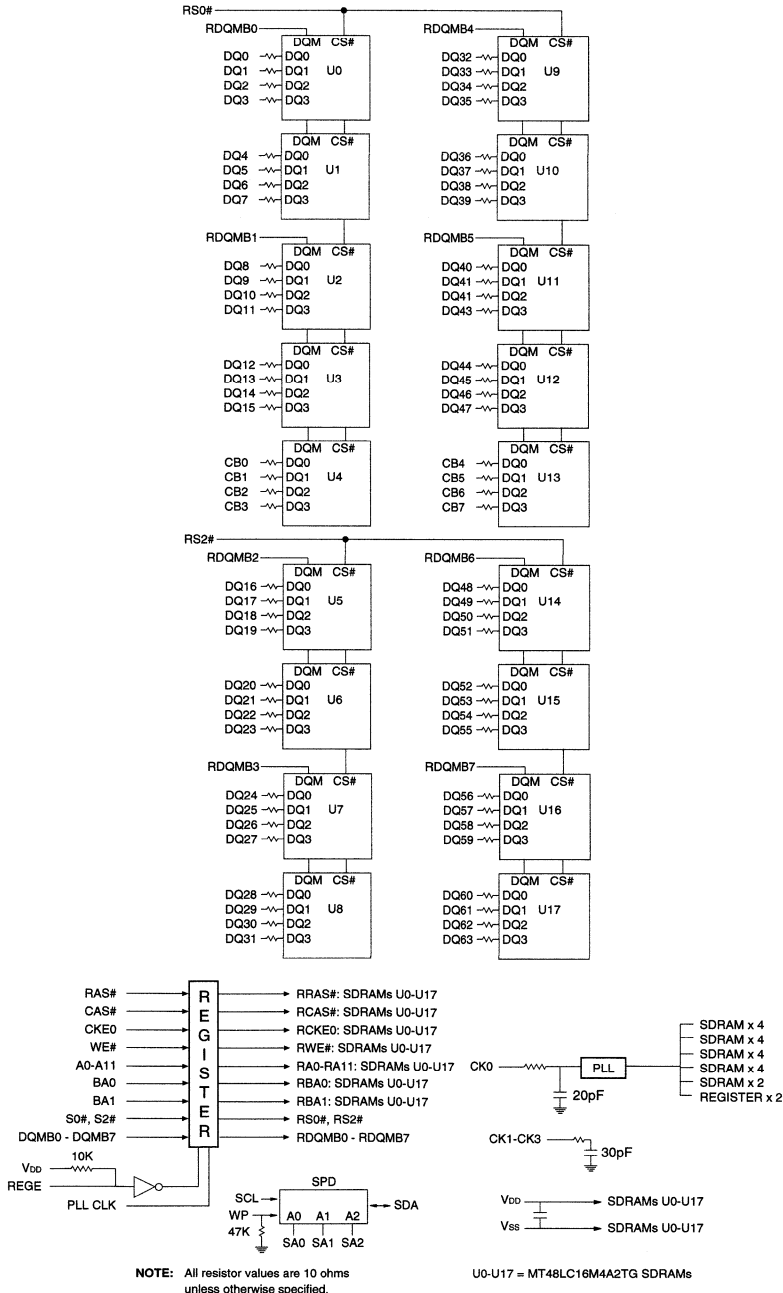 RS0#
RDQMB0
DQM CS#
DQ0 DQ0
DQ1 DQ1 U0
DQ2 DQ2
DQ3 DQ3
DQM CS#
DQ4 DQ0
DQ5 DQ1 U1
DQ6 DQ2
DQ7 DQ3
RDQMB1
DQM CS#
DQ8 DQ0
DQ9 DQ1 U2
DQ10 DQ2
DQ11 DQ3
DQM CS#
DQ12 DQ0
DQ13 DQ1 U3
DQ14 DQ2
DQ15 DQ3
DQM CS#
CB0 DQ0
CB1 DQ1 U4
CB2 DQ2
CB3 DQ3
RDQMB4
DQM CS#
DQ32 DQ0
DQ33 DQ1 U9
DQ34 DQ2
DQ35 DQ3
DQM CS#
DQ36 DQ0
DQ37 DQ1 U10
DQ38 DQ2
DQ39 DQ3
RDQMB5
DQM CS#
DQ40 DQ0
DQ41 DQ1 U11
DQ41 DQ2
DQ43 DQ3
DQM CS#
DQ44 DQ0
DQ45 DQ1 U12
DQ46 DQ2
DQ47 DQ3
DQM CS#
CB4 DQ0
CB5 DQ1 U13
CB6 DQ2
CB7 DQ3
RS2#
RDQMB2
DQM CS#
DQ16 DQ0
DQ17 DQ1 U5
DQ18 DQ2
DQ19 DQ3
DQM CS#
DQ20 DQ0
DQ21 DQ1 U6
DQ22 DQ2
DQ23 DQ3
RDQMB3
DQM CS#
DQ24 DQ0
DQ25 DQ1 U7
DQ26 DQ2
DQ27 DQ3
DQM CS#
DQ28 DQ0
DQ29 DQ1 U8
DQ30 DQ2
DQ31 DQ3
RDQMB6
DQM CS#
DQ48 DQ0
DQ49 DQ1 U14
DQ50 DQ2
DQ51 DQ3
DQM CS#
DQ52 DQ0
DQ53 DQ1 U15
DQ54 DQ2
DQ55 DQ3
RDQMB7
DQM CS#
DQ56 DQ0
DQ57 DQ1 U16
DQ58 DQ2
DQ59 DQ3
DQM CS#
DQ60 DQ0
DQ61 DQ1 U17
DQ62 DQ2
DQ63 DQ3
RAS#
CAS#
CKE0
WE#
A0-A11
BA0
BA1
S0#, S2#
DQMB0 - DQMB7
10K
VDD
REGE
PLL CLK
REGISTER
RRAS#: SDRAMs U0-U17
RCAS#: SDRAMs U0-U17
RCKE0: SDRAMs U0-U17
RWE#: SDRAMs U0-U17
RA0-RA11: SDRAMs U0-U17
RBA0: SDRAMs U0-U17
RBA1: SDRAMs U0-U17
RS0#, RS2#
RDQMB0 - RDQMB7
SPD
SCL
WP
47K
A0 A1 A2
SDA
SA0 SA1 SA2
CK0
PLL
20pF
SDRAM x 4
SDRAM x 4
SDRAM x 4
SDRAM x 4
SDRAM x 2
REGISTER x 2
CK1-CK3
30pF
VDD SDRAMs U0-U17
VSS SDRAMs U0-U17
NOTE: All resistor values are 10 ohms
unless otherwise specified.
U0-U17 = MT48LC16M4A2TG SDRAMs